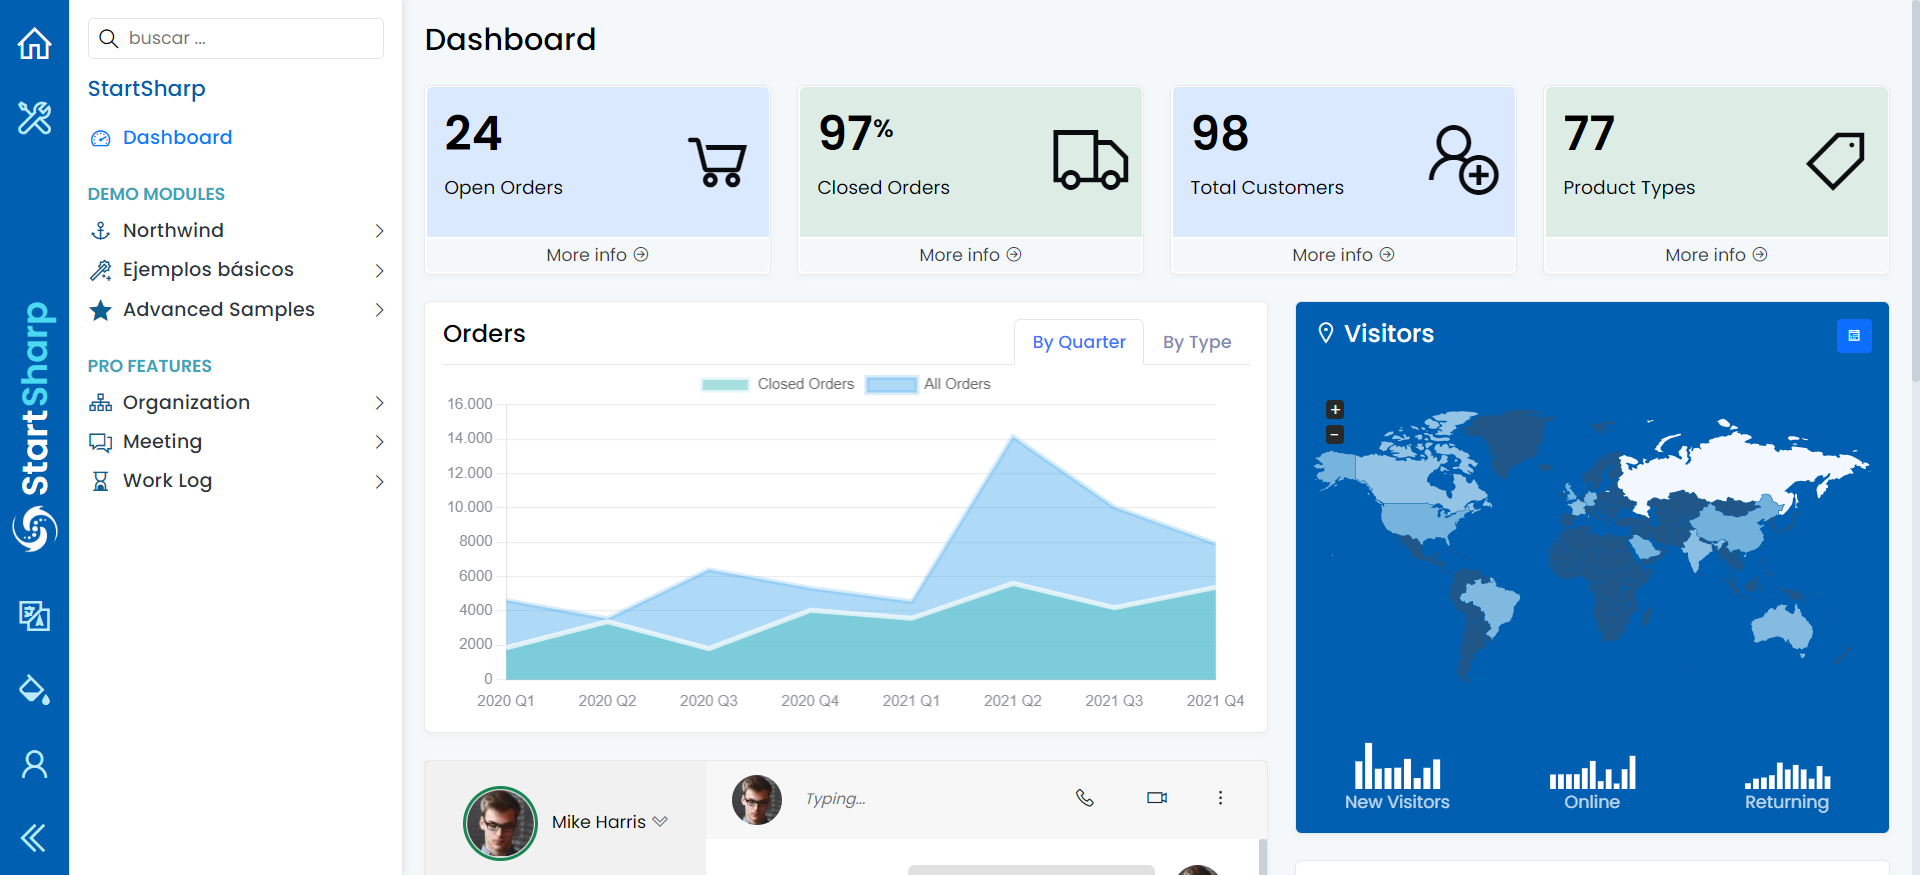 buscar ...
StartSharp
Dashboard
DEMO MODULES
Northwind
Ejemplos básicos
Advanced Samples
PRO FEATURES
Organization
Meeting
Work Log
StartSharp
Dashboard
24
Open Orders
More info
97%
Closed Orders
More info
98
Total Customers
More info
77
Product Types
More info
Orders
By Quarter
By Type
Closed Orders
All Orders
16.000
14.000
12.000
10.000
8000
6000
4000
2000
0
2020 Q1
2020 Q2
2020 Q3
2020 Q4
2021 Q1
2021 Q2
2021 Q3
2021 Q4
Visitors
+
−
New Visitors
Online
Returning
Mike Harris
Typing...